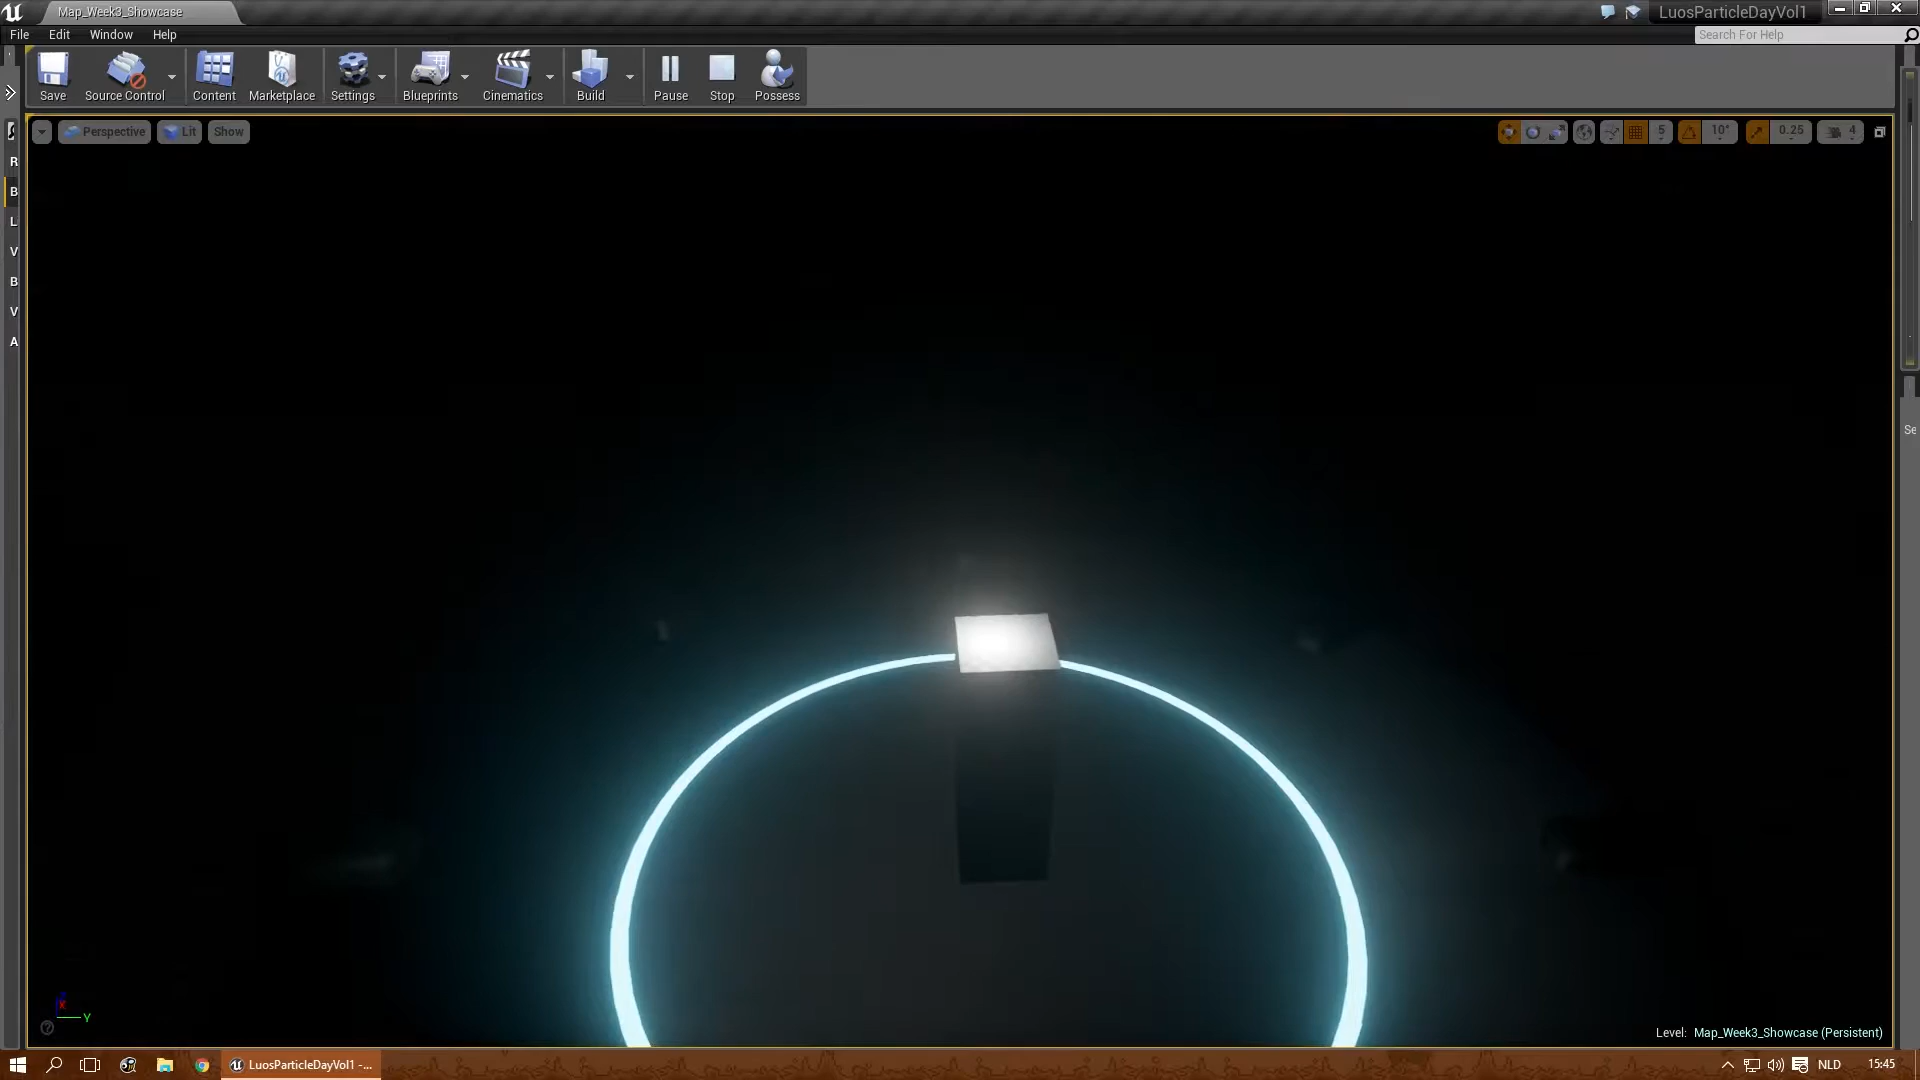 Map_Week3_Showcase
LuosParticleDayVol1
File Edit Window Help
Search For Help
Save Source Control Content Marketplace Settings Blueprints Cinematics Build Pause Stop Possess
Perspective Lit Show
5 10° 0.25 4
R
B
L
V
B
V
A
Se
X
Y
Level: Map_Week3_Showcase (Persistent)
LuosParticleDayVol1 -...
NLD 15:45